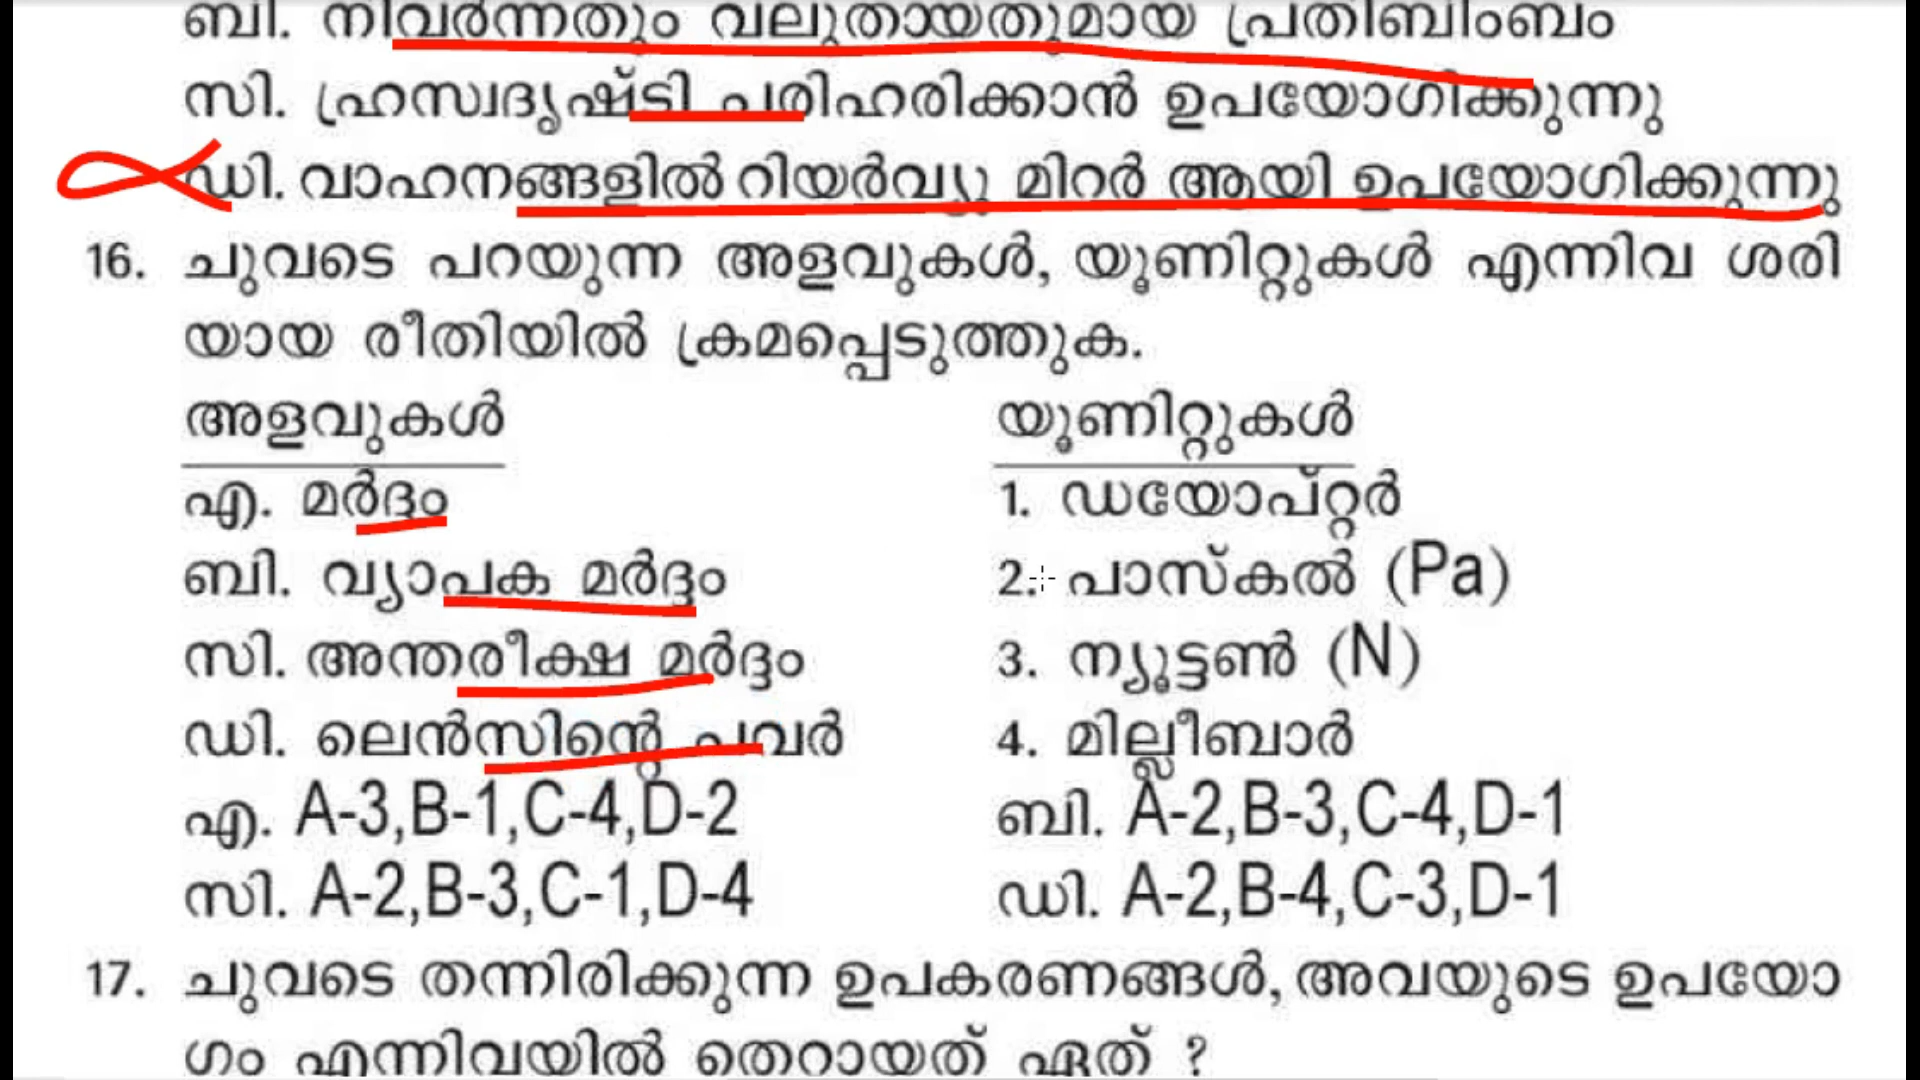 ബി. നിവർന്നതും വലുതായതുമായ പ്രതിബിംബം
സി. ഹ്രസ്വദൃഷ്ടി പരിഹരിക്കാൻ ഉപയോഗിക്കുന്നു
ഡി. വാഹനങ്ങളിൽ റിയർവ്യൂ മിറർ ആയി ഉപയോഗിക്കുന്നു
16. ചുവടെ പറയുന്ന അളവുകൾ, യൂണിറ്റുകൾ എന്നിവ ശരി
യായ രീതിയിൽ ക്രമപ്പെടുത്തുക.
അളവുകൾ യൂണിറ്റുകൾ
എ. മർദ്ദം 1. ഡയോപ്റ്റർ
ബി. വ്യാപക മർദ്ദം 2. പാസ്കൽ (Pa)
സി. അന്തരീക്ഷ മർദ്ദം 3. ന്യൂട്ടൺ (N)
ഡി. ലെൻസിന്റെ പവർ 4. മില്ലീബാർ
എ. A-3,B-1,C-4,D-2 ബി. A-2,B-3,C-4,D-1
സി. A-2,B-3,C-1,D-4 ഡി. A-2,B-4,C-3,D-1
17. ചുവടെ തന്നിരിക്കുന്ന ഉപകരണങ്ങൾ, അവയുടെ ഉപയോ
ഗം എന്നിവയിൽ തെറായത് ഏത് ?